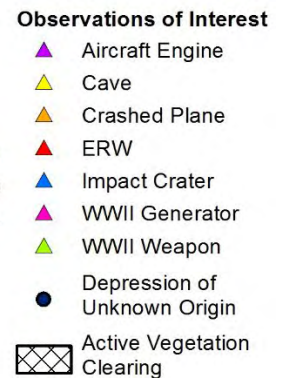 Observations of Interest
Aircraft Engine
Cave
Crashed Plane
ERW
Impact Crater
WWII Generator
WWII Weapon
Depression of
Unknown Origin
Active Vegetation
Clearing